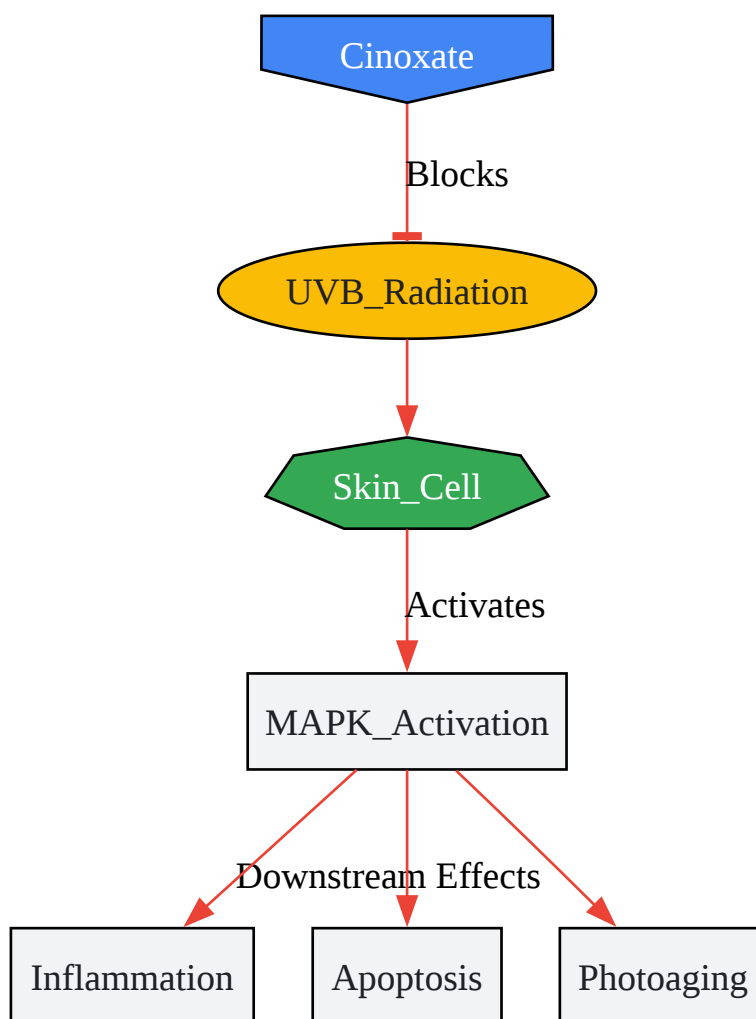 Cinoxate
Blocks
UVB_Radiation
Skin_Cell
Activates
MAPK_Activation
Downstream Effects
Inflammation
Apoptosis
Photoaging